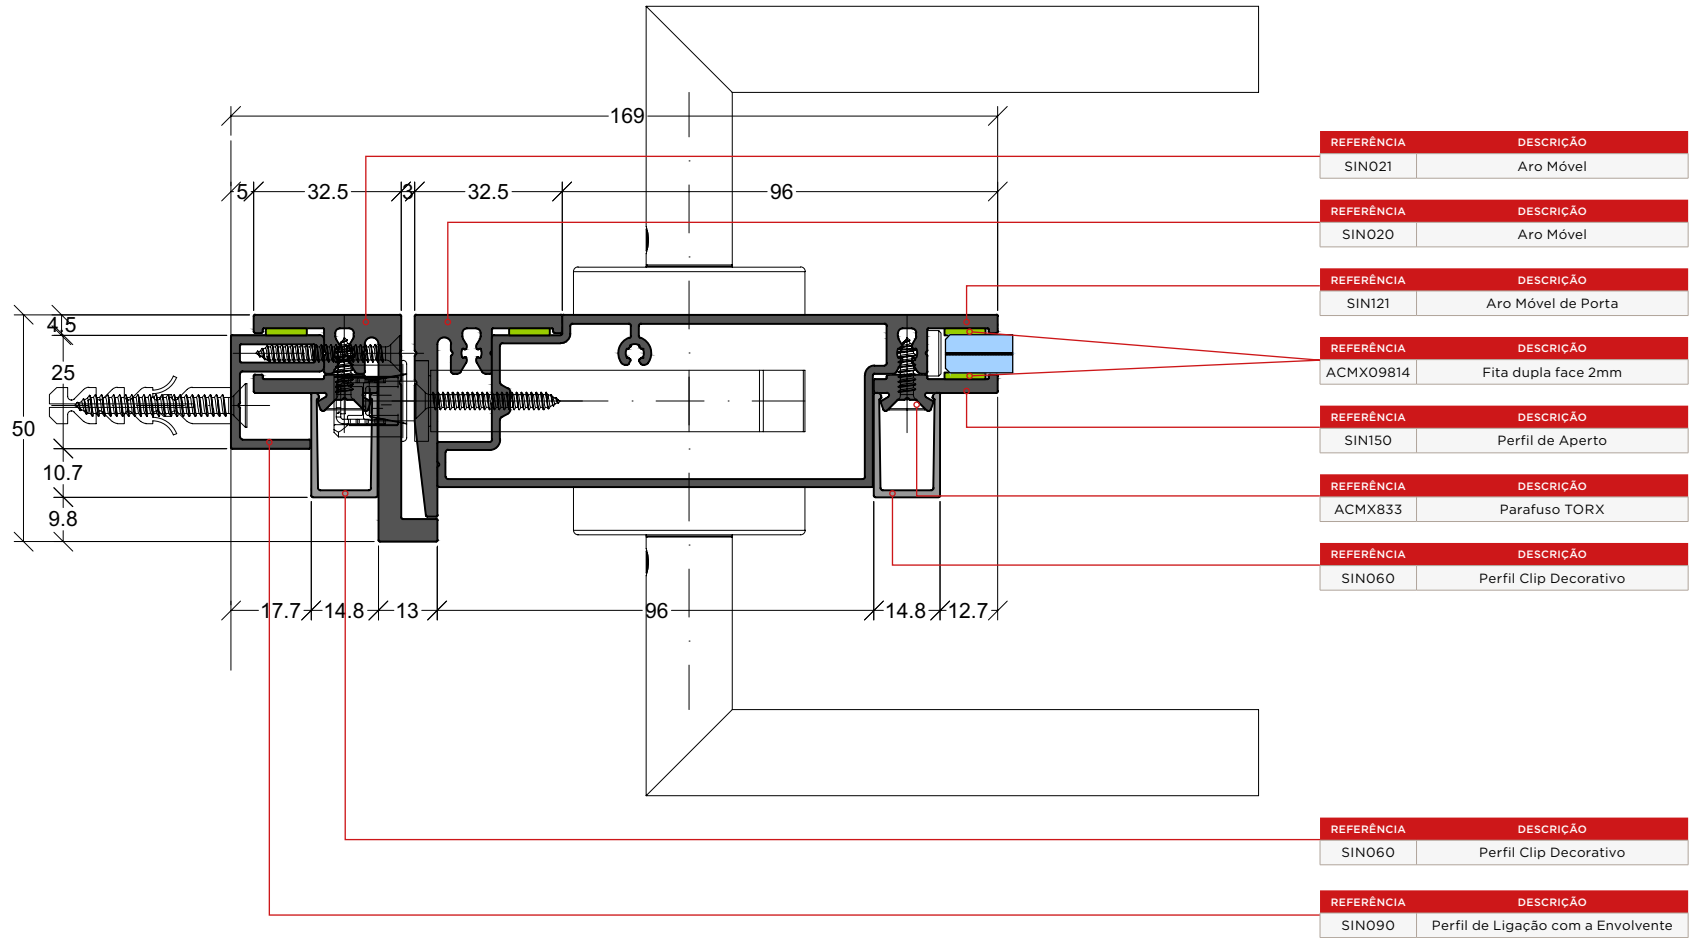 169
5
32.5
3
32.5
96
REFERÊNCIA DESCRIÇÃO
SIN021 Aro Móvel
REFERÊNCIA DESCRIÇÃO
SIN020 Aro Móvel
REFERÊNCIA DESCRIÇÃO
SIN121 Aro Móvel de Porta
REFERÊNCIA DESCRIÇÃO
ACMX09814 Fita dupla face 2mm
REFERÊNCIA DESCRIÇÃO
SIN150 Perfil de Aperto
REFERÊNCIA DESCRIÇÃO
ACMX833 Parafuso TORX
REFERÊNCIA DESCRIÇÃO
SIN060 Perfil Clip Decorativo
4.5
25
50
10.7
9.8
17.7
14.8
13
96
14.8
12.7
REFERÊNCIA DESCRIÇÃO
SIN060 Perfil Clip Decorativo
REFERÊNCIA DESCRIÇÃO
SIN090 Perfil de Ligação com a Envolvente